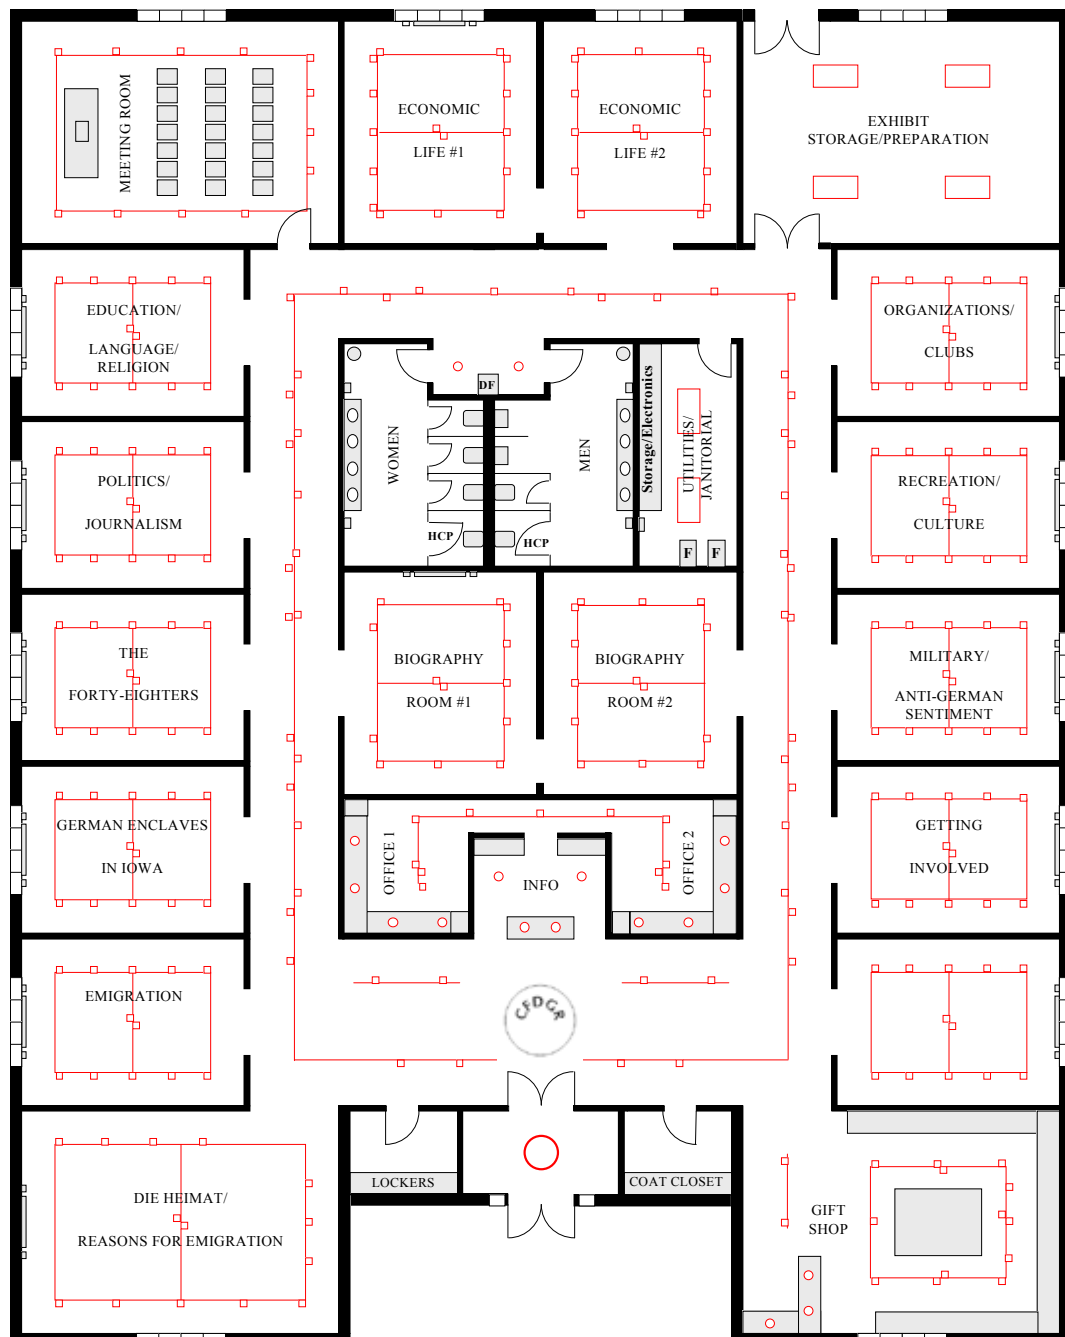 MEETING ROOM
ECONOMIC
LIFE #1
ECONOMIC
LIFE #2
EXHIBIT
STORAGE/PREPARATION
EDUCATION/
LANGUAGE/
RELIGION
ORGANIZATIONS/
CLUBS
DF
WOMEN
MEN
Storage/Electronics
UTILITIES/
JANITORIAL
POLITICS/
JOURNALISM
RECREATION/
CULTURE
HCP
HCP
F
F
THE
FORTY-EIGHTERS
BIOGRAPHY
ROOM #1
BIOGRAPHY
ROOM #2
MILITARY/
ANTI-GERMAN
SENTIMENT
GERMAN ENCLAVES
IN IOWA
OFFICE 1
INFO
OFFICE 2
GETTING
INVOLVED
EMIGRATION
CFDGR
LOCKERS
COAT CLOSET
DIE HEIMAT/
REASONS FOR EMIGRATION
GIFT
SHOP